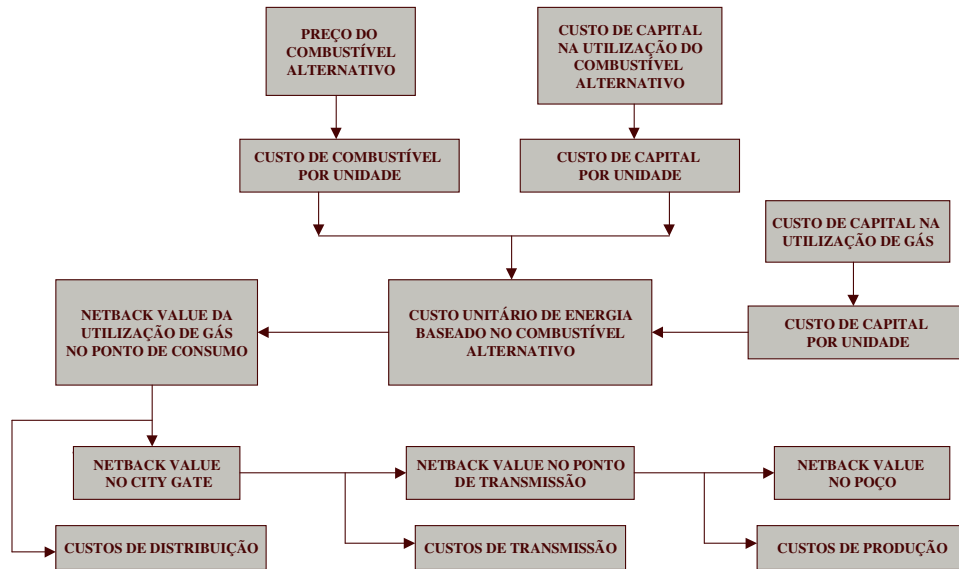 PREÇO DO
COMBUSTÍVEL
ALTERNATIVO
CUSTO DE CAPITAL
NA UTILIZAÇÃO DO
COMBUSTÍVEL
ALTERNATIVO
CUSTO DE COMBUSTÍVEL
POR UNIDADE
CUSTO DE CAPITAL
POR UNIDADE
CUSTO DE CAPITAL NA
UTILIZAÇÃO DE GÁS
NETBACK VALUE DA
UTILIZAÇÃO DE GÁS
NO PONTO DE CONSUMO
CUSTO UNITÁRIO DE ENERGIA
BASEADO NO COMBUSTÍVEL
ALTERNATIVO
CUSTO DE CAPITAL
POR UNIDADE
NETBACK VALUE
NO CITY GATE
NETBACK VALUE NO PONTO
DE TRANSMISSÃO
NETBACK VALUE
NO POÇO
CUSTOS DE DISTRIBUIÇÃO
CUSTOS DE TRANSMISSÃO
CUSTOS DE PRODUÇÃO